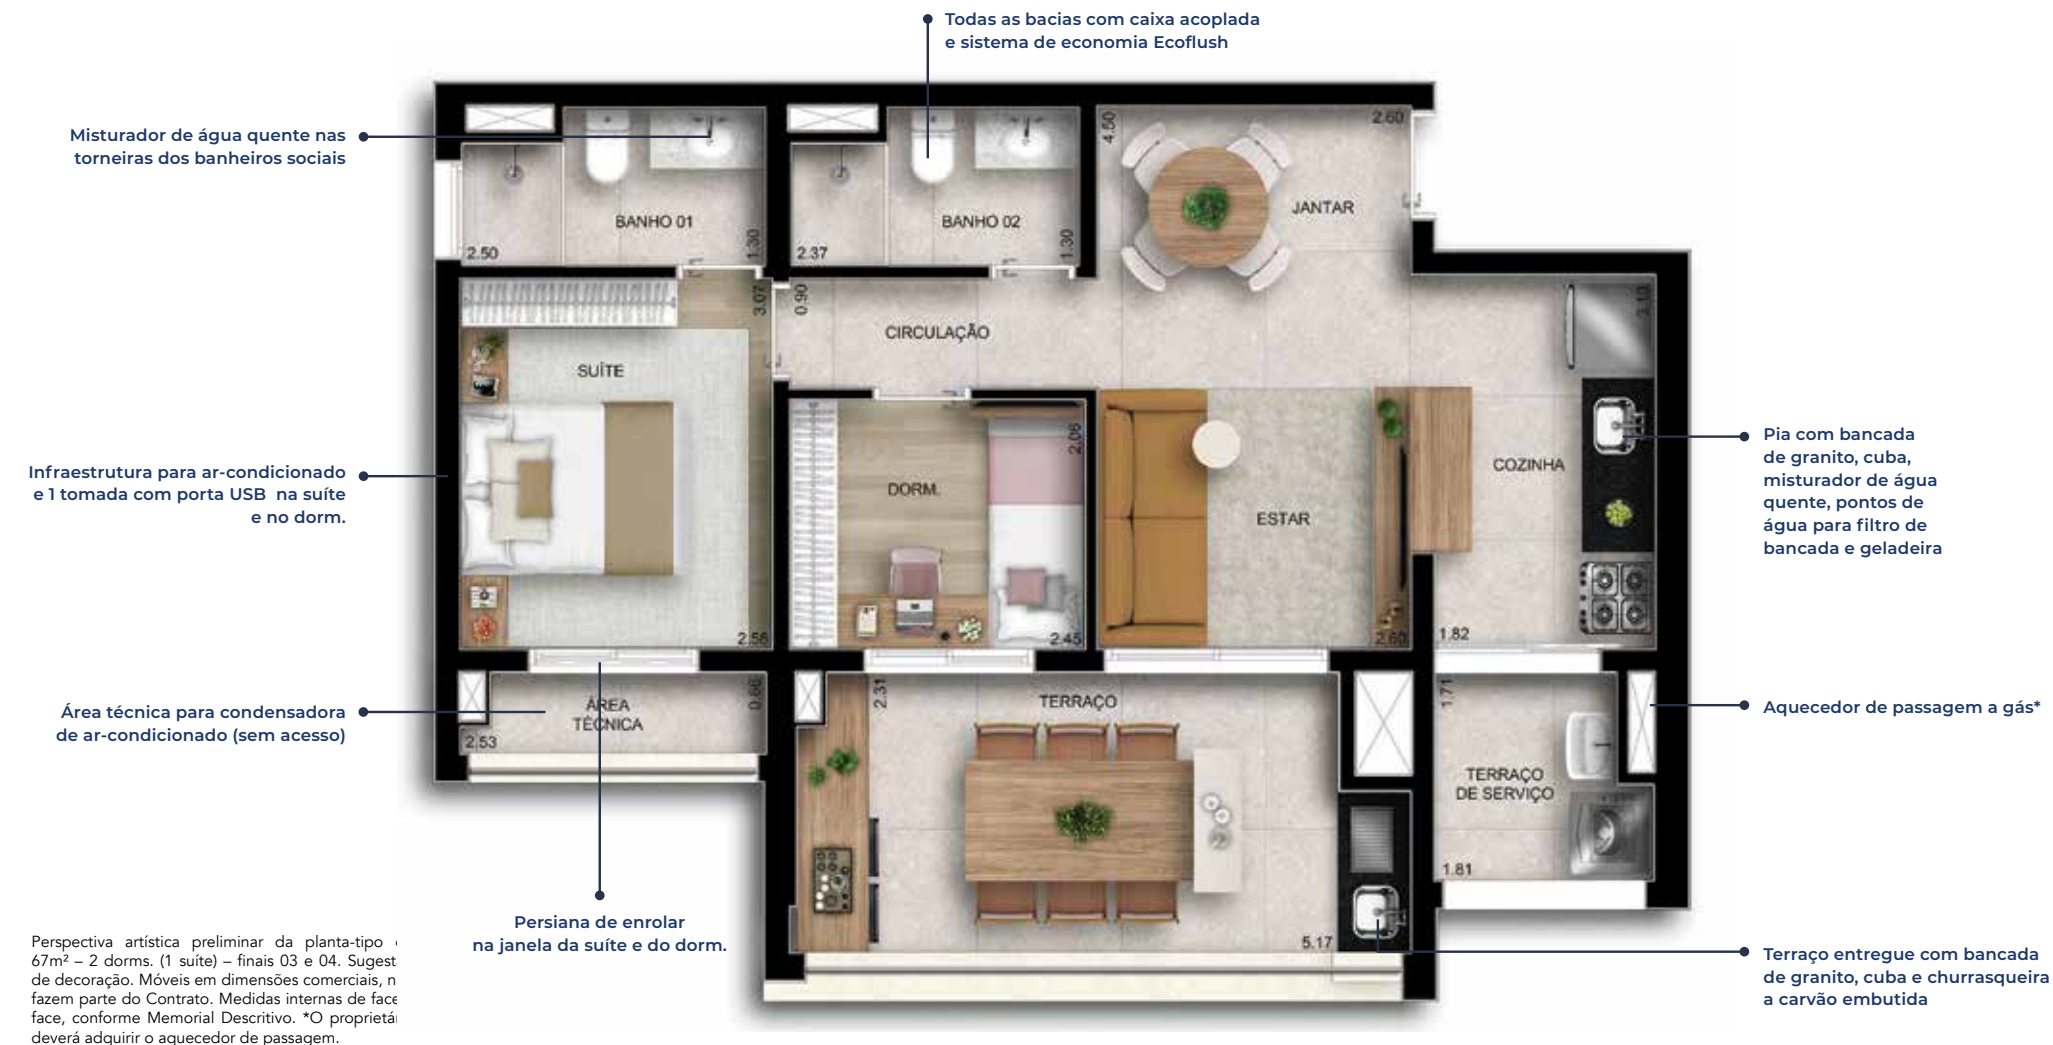 Todas as bacias com caixa acoplada
e sistema de economia Ecoflush
Misturador de água quente nas
torneiras dos banheiros sociais
Infraestrutura para ar-condicionado
e 1 tomada com porta USB na suíte
e no dorm.
Área técnica para condensadora
de ar-condicionado (sem acesso)
Persiana de enrolar
na janela da suíte e do dorm.
Pia com bancada
de granito, cuba,
misturador de água
quente, pontos de
água para filtro de
bancada e geladeira
Aquecedor de passagem a gás*
Terraço entregue com bancada
de granito, cuba e churrasqueira
a carvão embutida
BANHO 01
2.50
1.30
BANHO 02
2.37
1.30
4.50
2.60
JANTAR
3.07
0.90
CIRCULAÇÃO
3.10
SUÍTE
2.56
DORM.
2.06
2.45
ESTAR
2.60
COZINHA
1.82
ÁREA
TÉCNICA
0.66
2.53
2.31
TERRAÇO
5.17
1.71
TERRAÇO
DE SERVIÇO
1.81
Perspectiva artística preliminar da planta-tipo
67m² – 2 dorms. (1 suíte) – finais 03 e 04.
de decoração. Móveis em dimensões comerciais,
fazem parte do Contrato. Medidas internas de face
face, conforme Memorial Descritivo. *O
deverá adquirir o aquecedor de passagem.